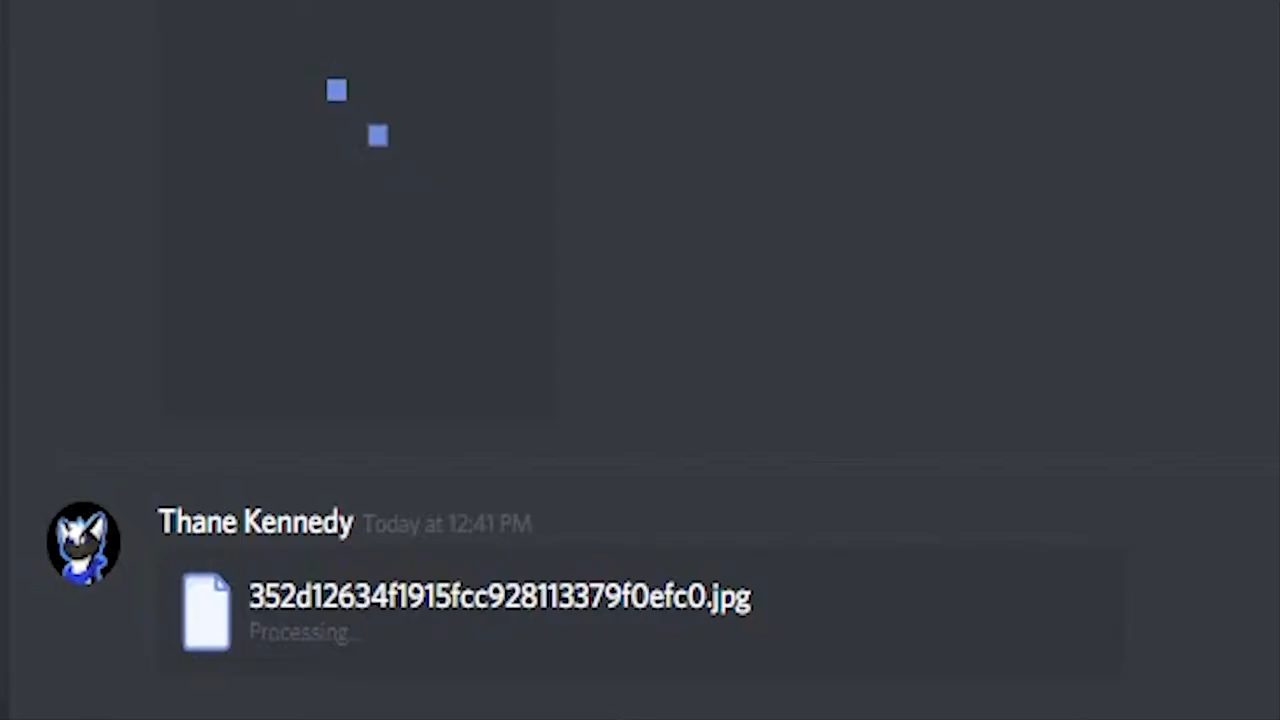 Thane Kennedy Today at 12:41 PM
352d12634f1915fcc928113379f0efc0.jpg
Processing...